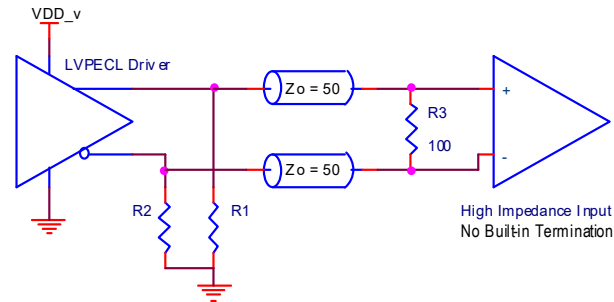 VDD_v
LVPECL Driver
Zo = 50
+
R3
100
Zo = 50
-
R2
R1
High Impedance Input
No Built-in Termination